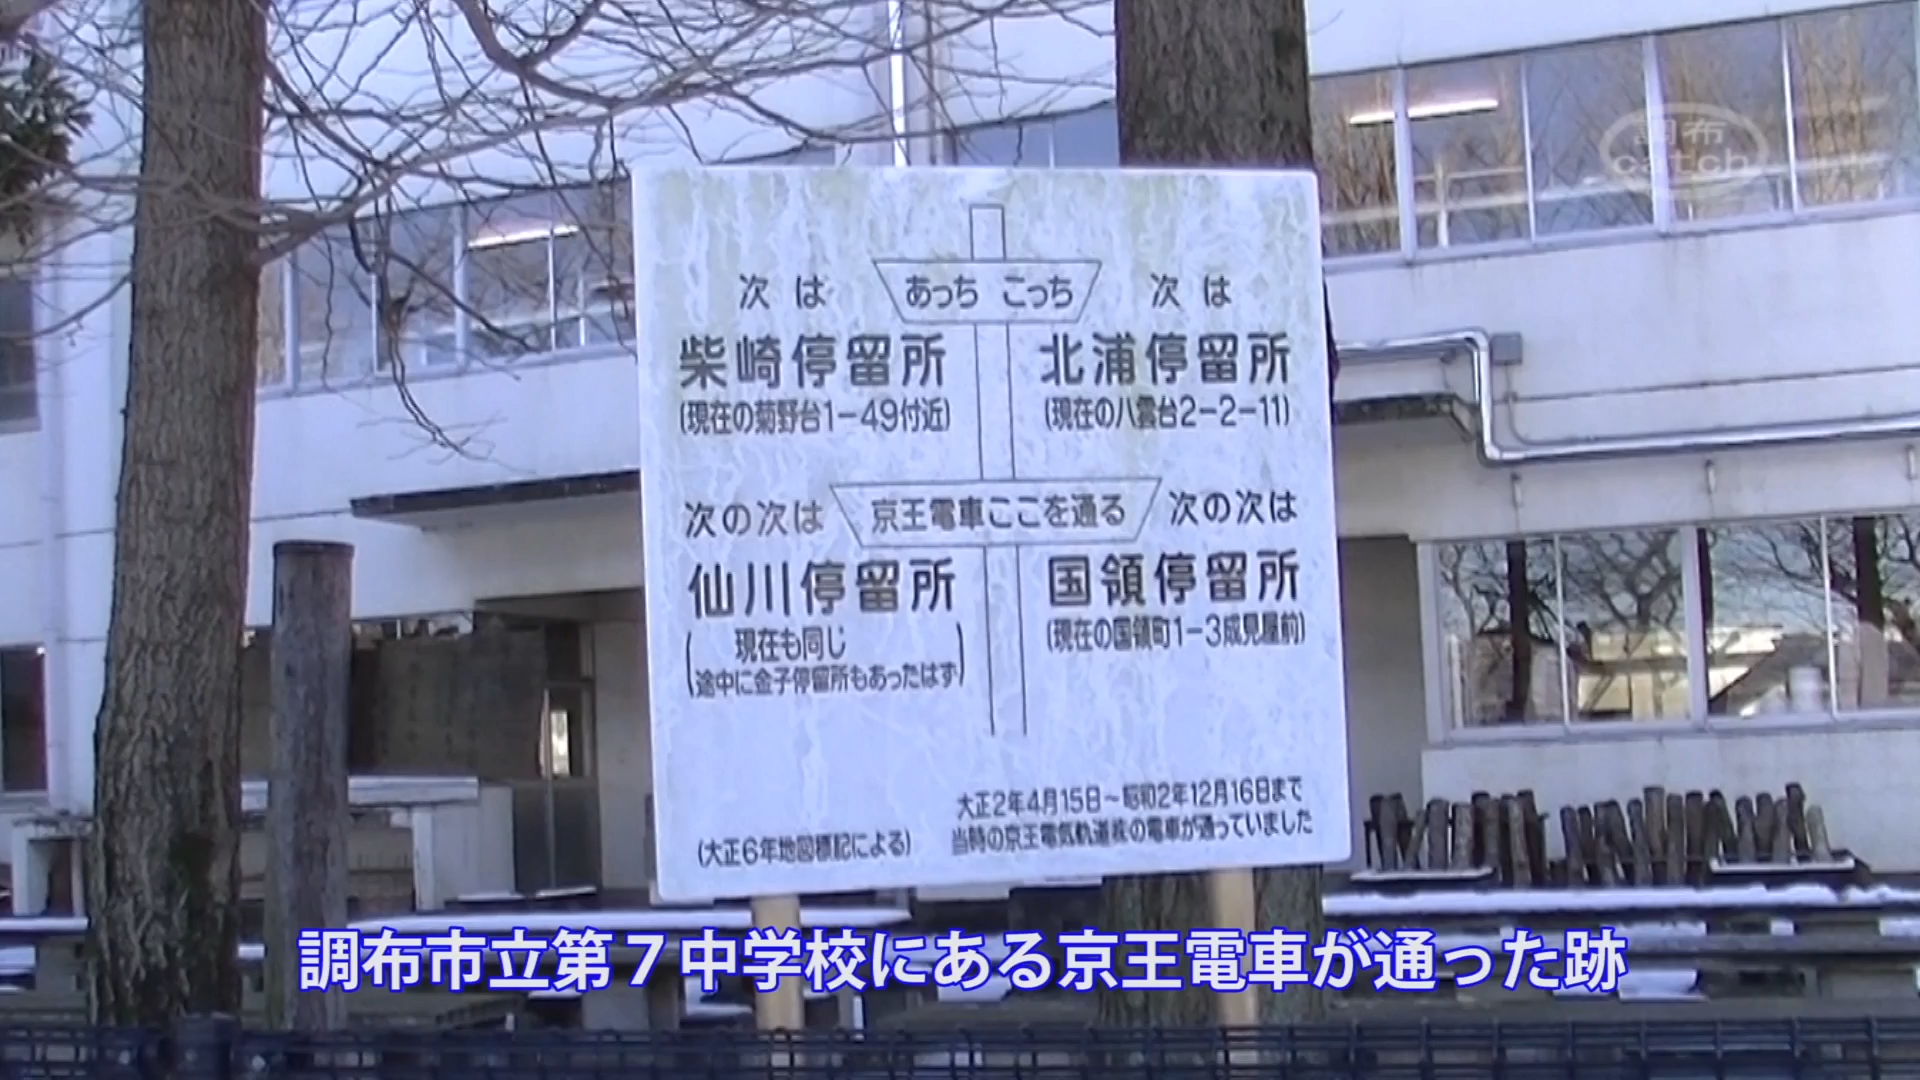 調布
catch
次は あっち こっち 次は
柴崎停留所 北浦停留所
(現在の菊野台1−49付近) (現在の八雲台2−2−11)
次の次は 京王電車ここを通る 次の次は
仙川停留所 国領停留所
(現在も同じ (現在の国領町1−3成見屋前)
途中に金子停留所もあったはず)
大正2年4月15日~昭和2年12月16日まで
(大正6年地図標記による) 当時の京王電気軌道㈱の電車が通っていました
調布市立第7中学校にある京王電車が通った跡